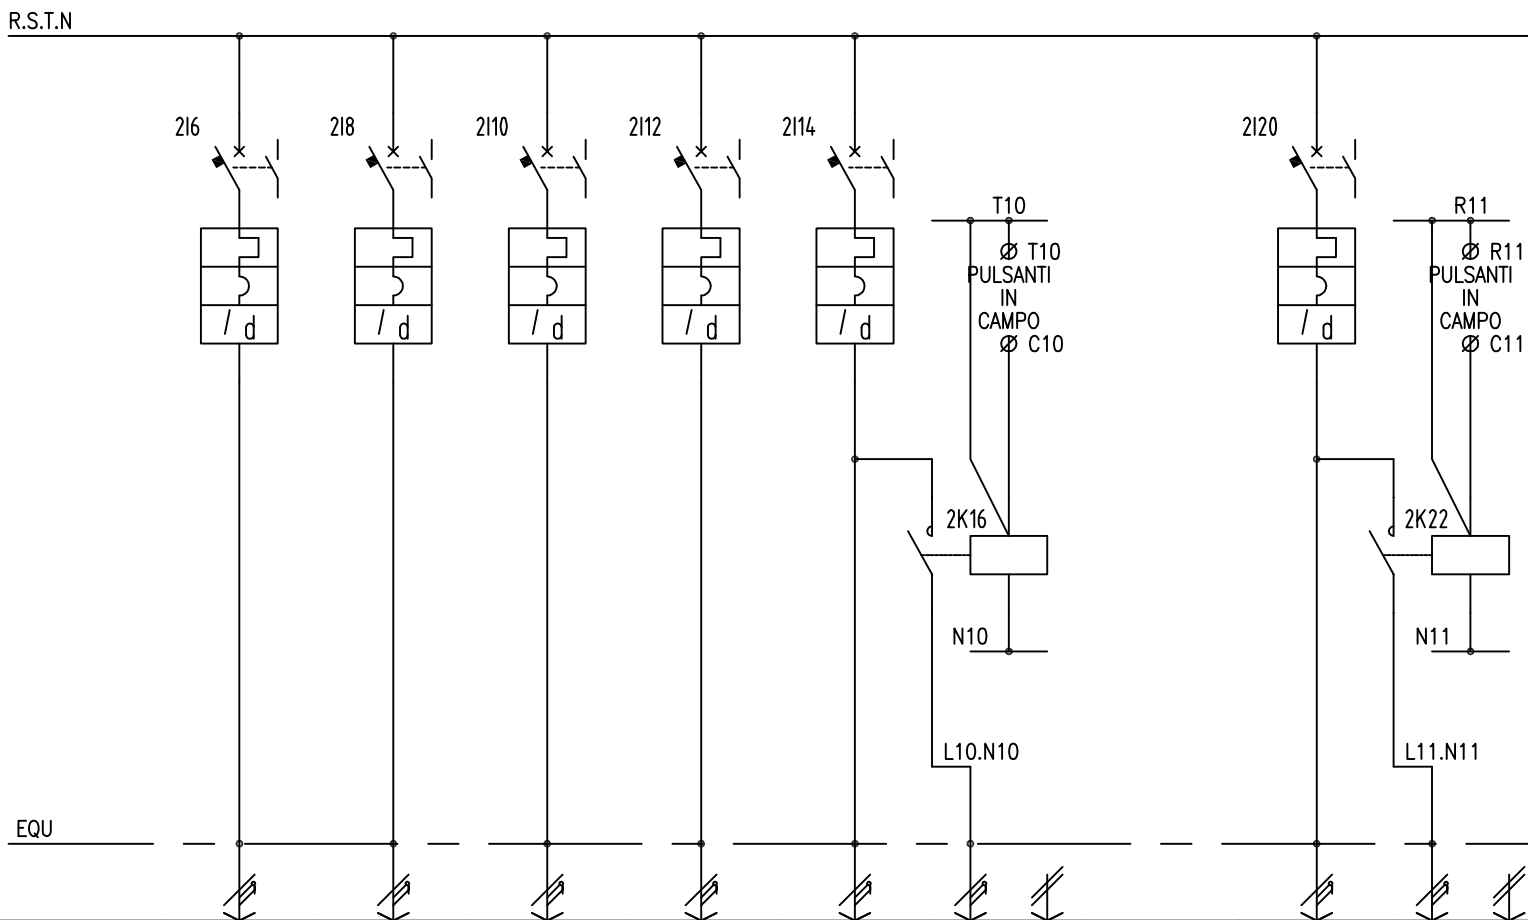 R.S.T.N
2I6
2I8
2I10
2I12
2I14
2I20
T10
R11
T10
R11
PULSANTI
IN
CAMPO
PULSANTI
IN
CAMPO
C10
C11
d
d
d
d
d
d
2K16
2K22
N10
N11
L10.N10
L11.N11
EQU